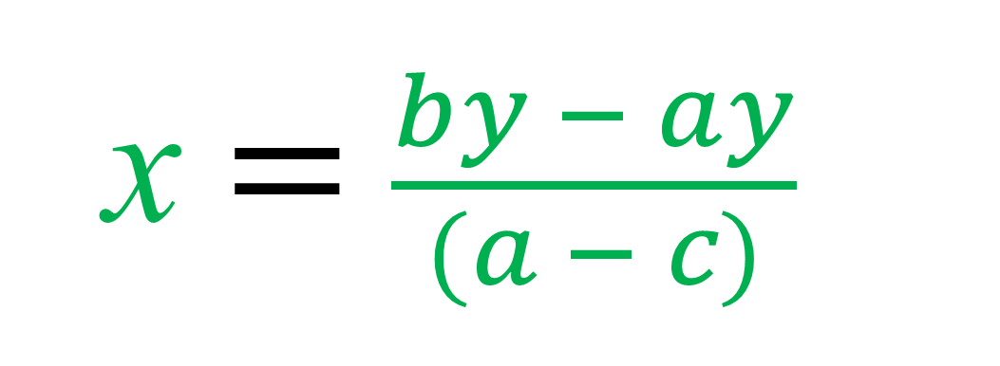 x = by − ay / (a − c)